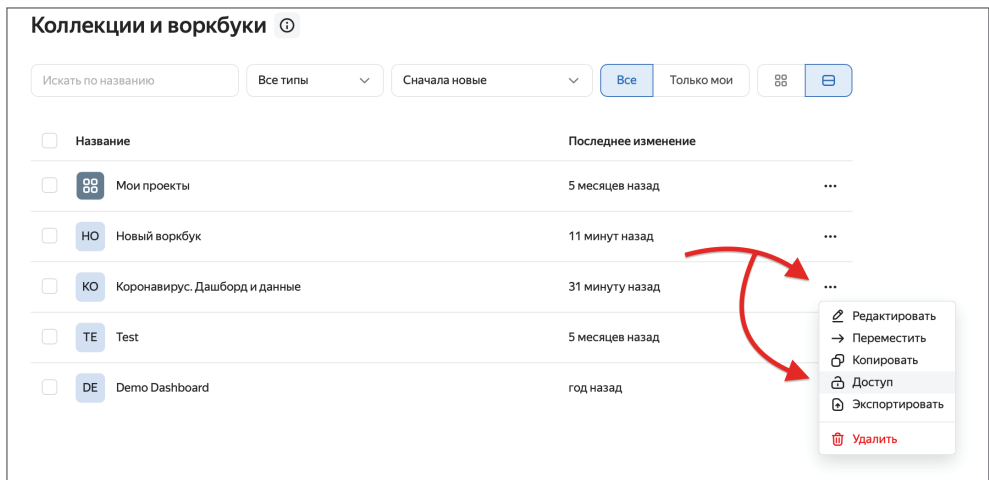 Коллекции и воркбуки
Искать по названию Все типы Сначала новые Все Только мои
Название Последнее изменение
Мои проекты 5 месяцев назад
НО Новый воркбук 11 минут назад
КО Коронавирус. Дашборд и данные 31 минуту назад
TE Test 5 месяцев назад
DE Demo Dashboard год назад
Редактировать
Переместить
Копировать
Доступ
Экспортировать
Удалить